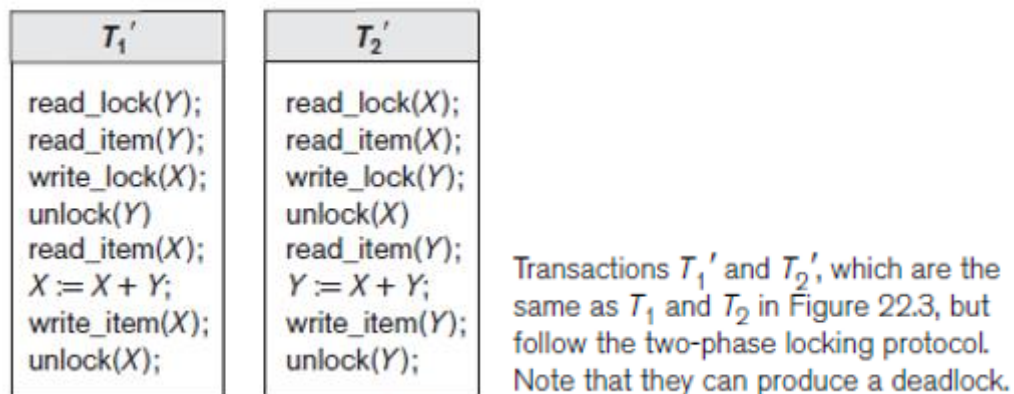 T₁′
read_lock(Y);
read_item(Y);
write_lock(X);
unlock(Y)
read_item(X);
X := X + Y;
write_item(X);
unlock(X);
T₂′
read_lock(X);
read_item(X);
write_lock(Y);
unlock(X)
read_item(Y);
Y := X + Y;
write_item(Y);
unlock(Y);
Transactions T₁′ and T₂′, which are the
same as T₁ and T₂ in Figure 22.3, but
follow the two-phase locking protocol.
Note that they can produce a deadlock.